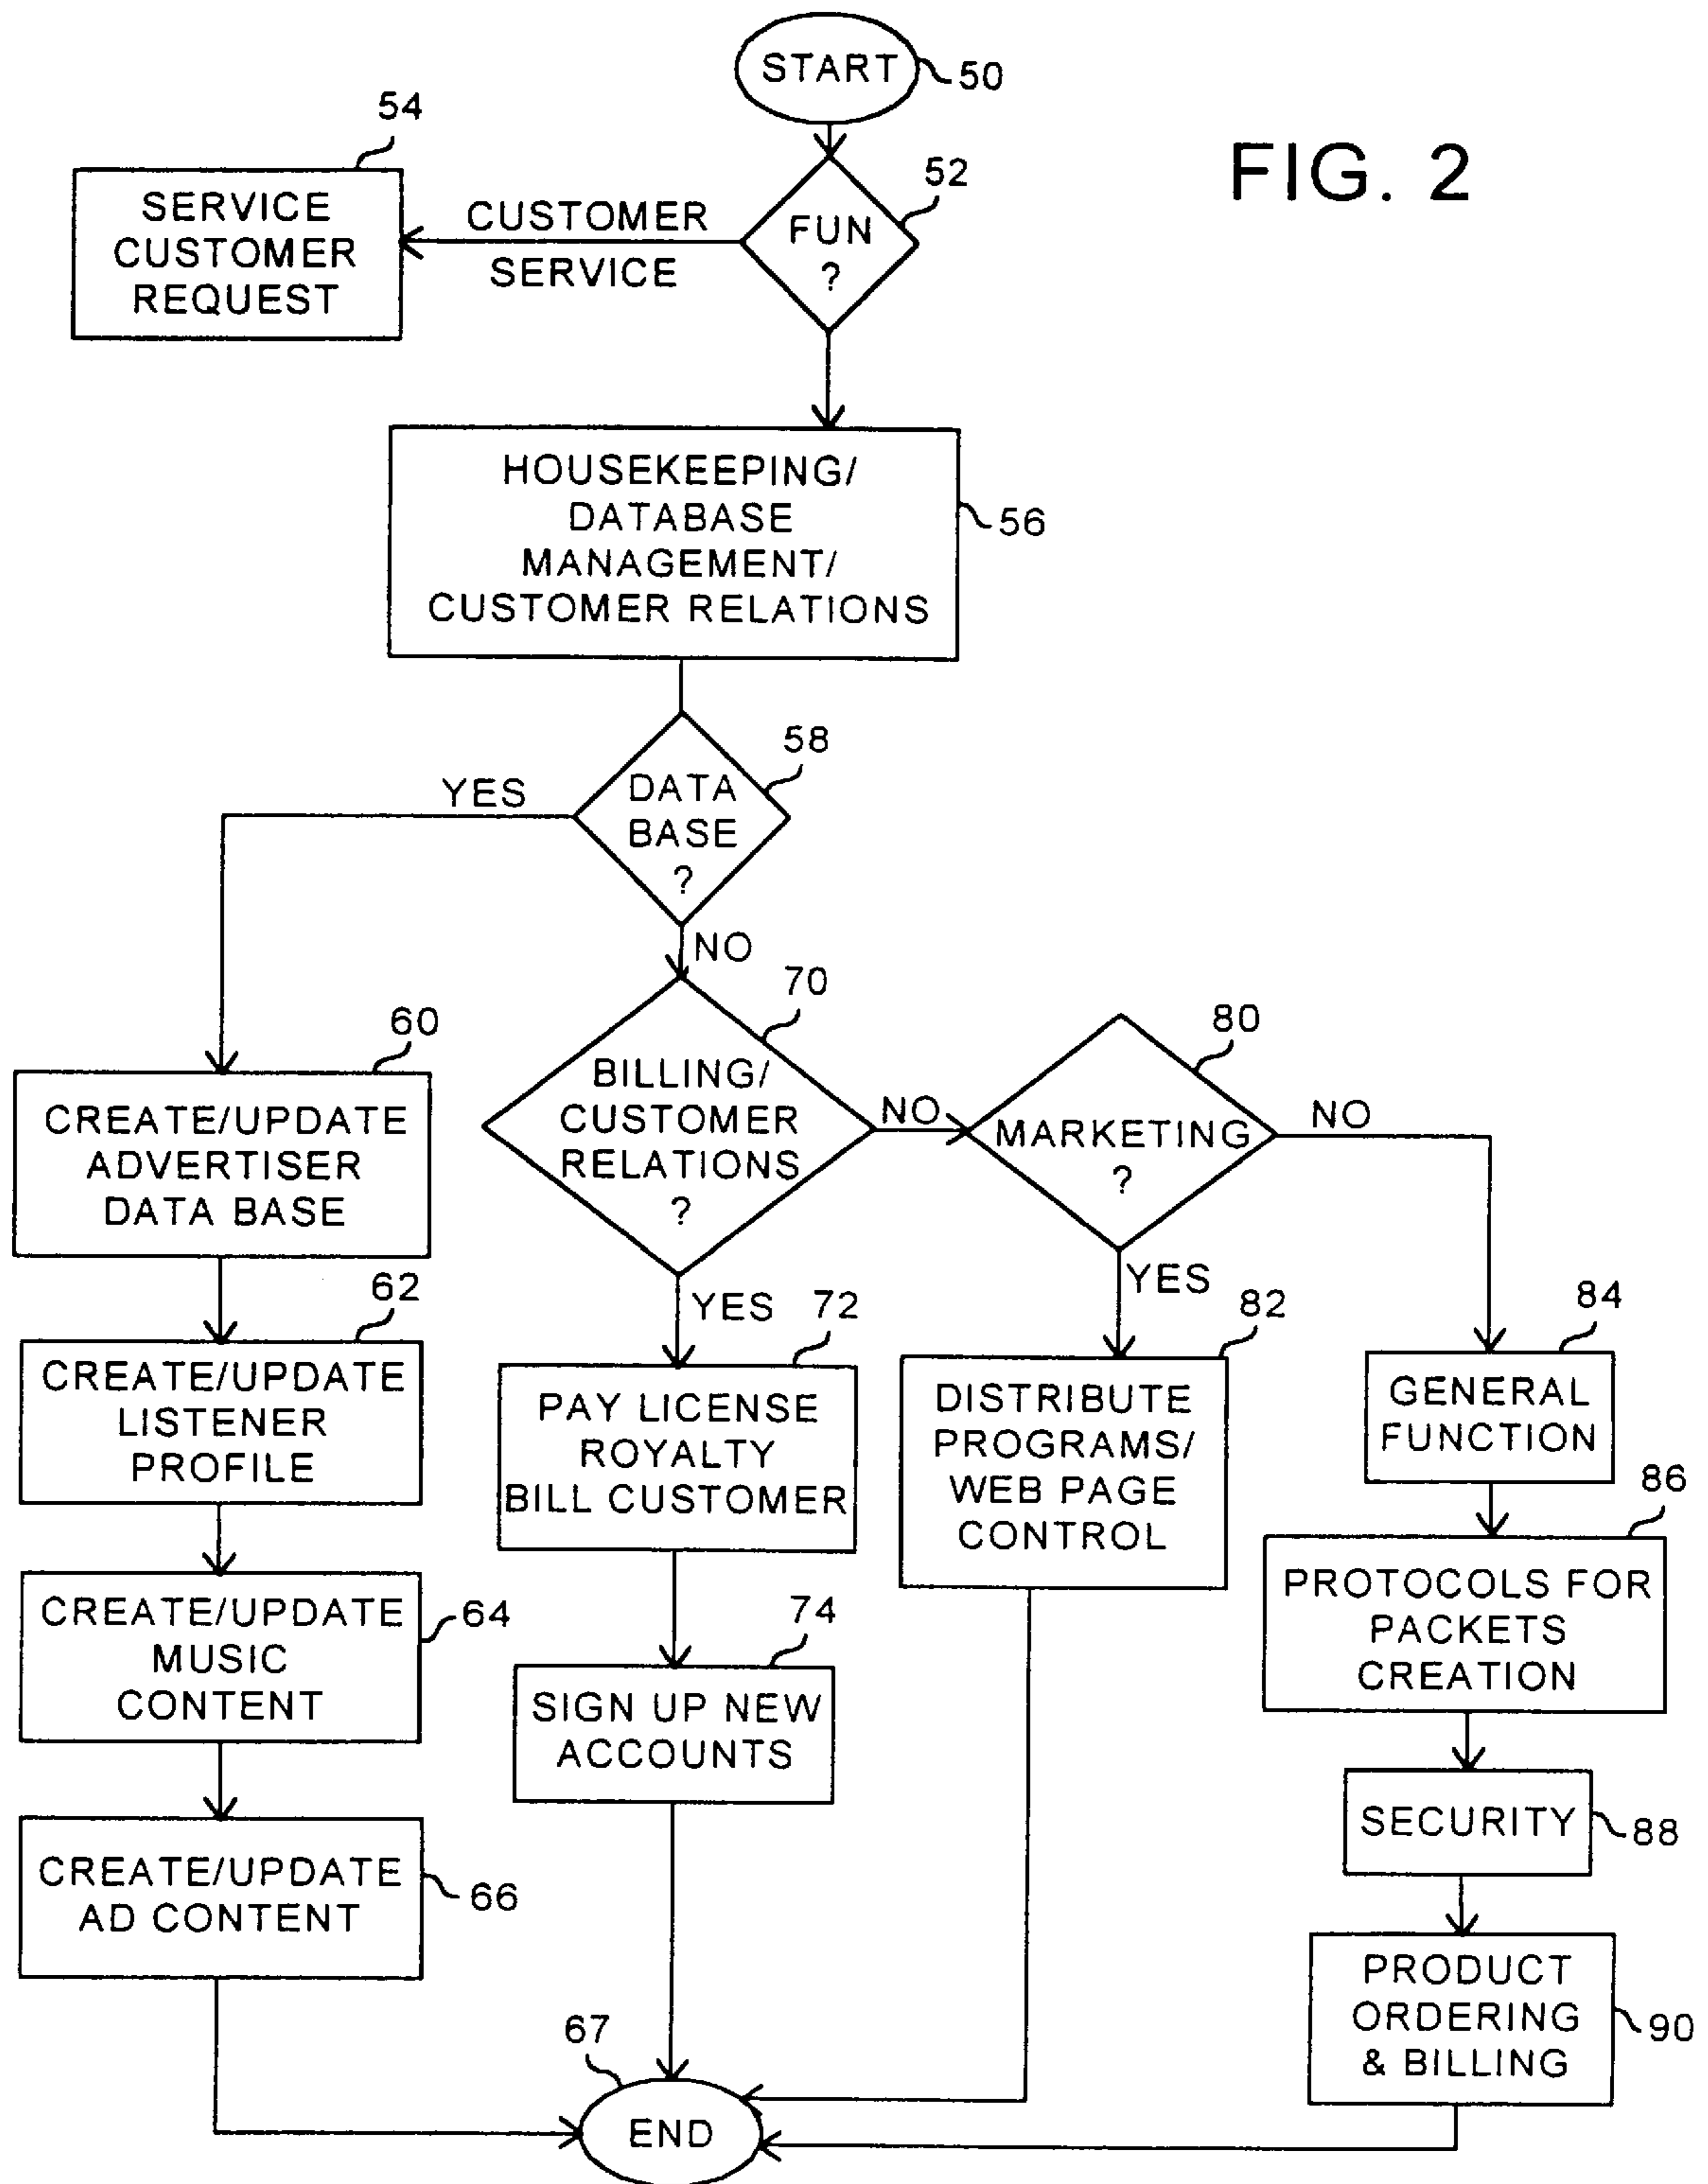 START
50
FIG. 2
54
52
SERVICE
CUSTOMER
REQUEST
CUSTOMER
SERVICE
FUN
?
HOUSEKEEPING/
DATABASE
MANAGEMENT/
CUSTOMER RELATIONS
56
58
YES
DATA
BASE
?
NO
60
70
80
CREATE/UPDATE
ADVERTISER
DATA BASE
BILLING/
CUSTOMER
RELATIONS
?
NO
MARKETING
?
NO
62
YES
72
YES
82
84
CREATE/UPDATE
LISTENER
PROFILE
PAY LICENSE
ROYALTY
BILL CUSTOMER
DISTRIBUTE
PROGRAMS/
WEB PAGE
CONTROL
GENERAL
FUNCTION
86
CREATE/UPDATE
MUSIC
CONTENT
64
74
SIGN UP NEW
ACCOUNTS
PROTOCOLS FOR
PACKETS
CREATION
SECURITY
88
CREATE/UPDATE
AD CONTENT
66
PRODUCT
ORDERING
& BILLING
90
67
END